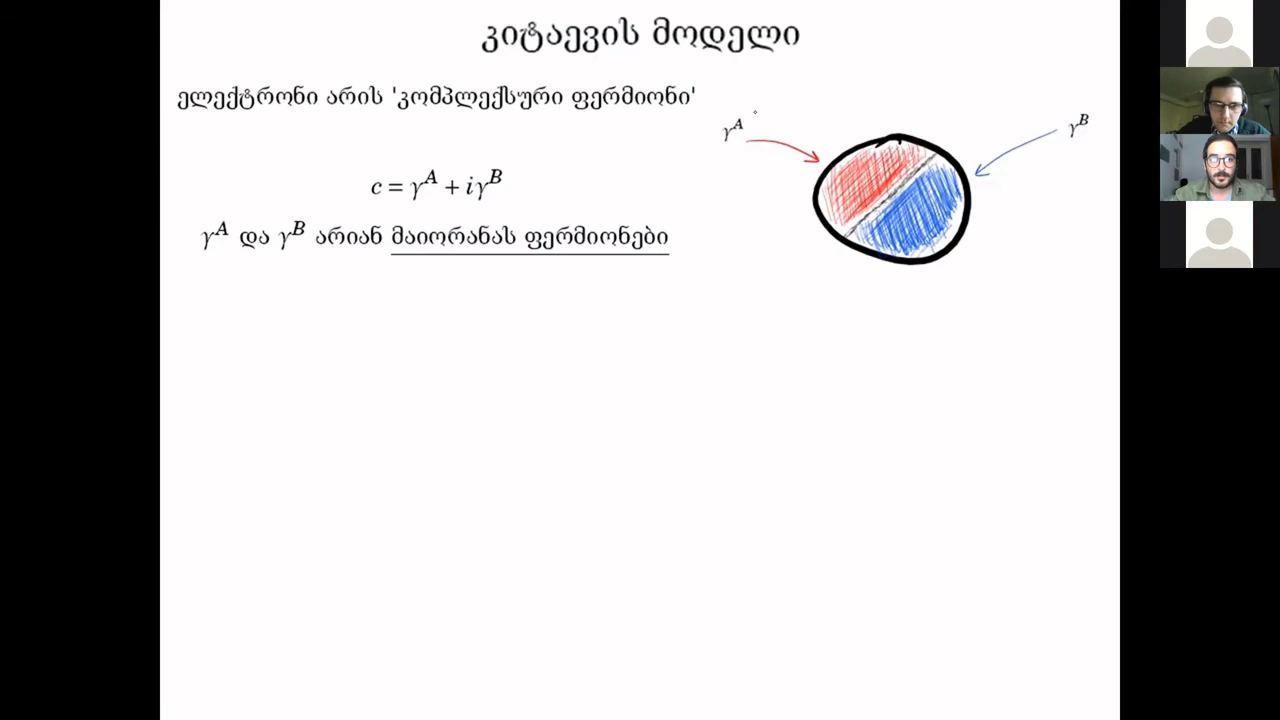 კიტაევის მოდელი
ელექტრონი არის 'კომპლექსური ფერმიონი'
γ^A
γ^B
c = γ^A + iγ^B
γ^A და γ^B არიან მაიორანას ფერმიონები